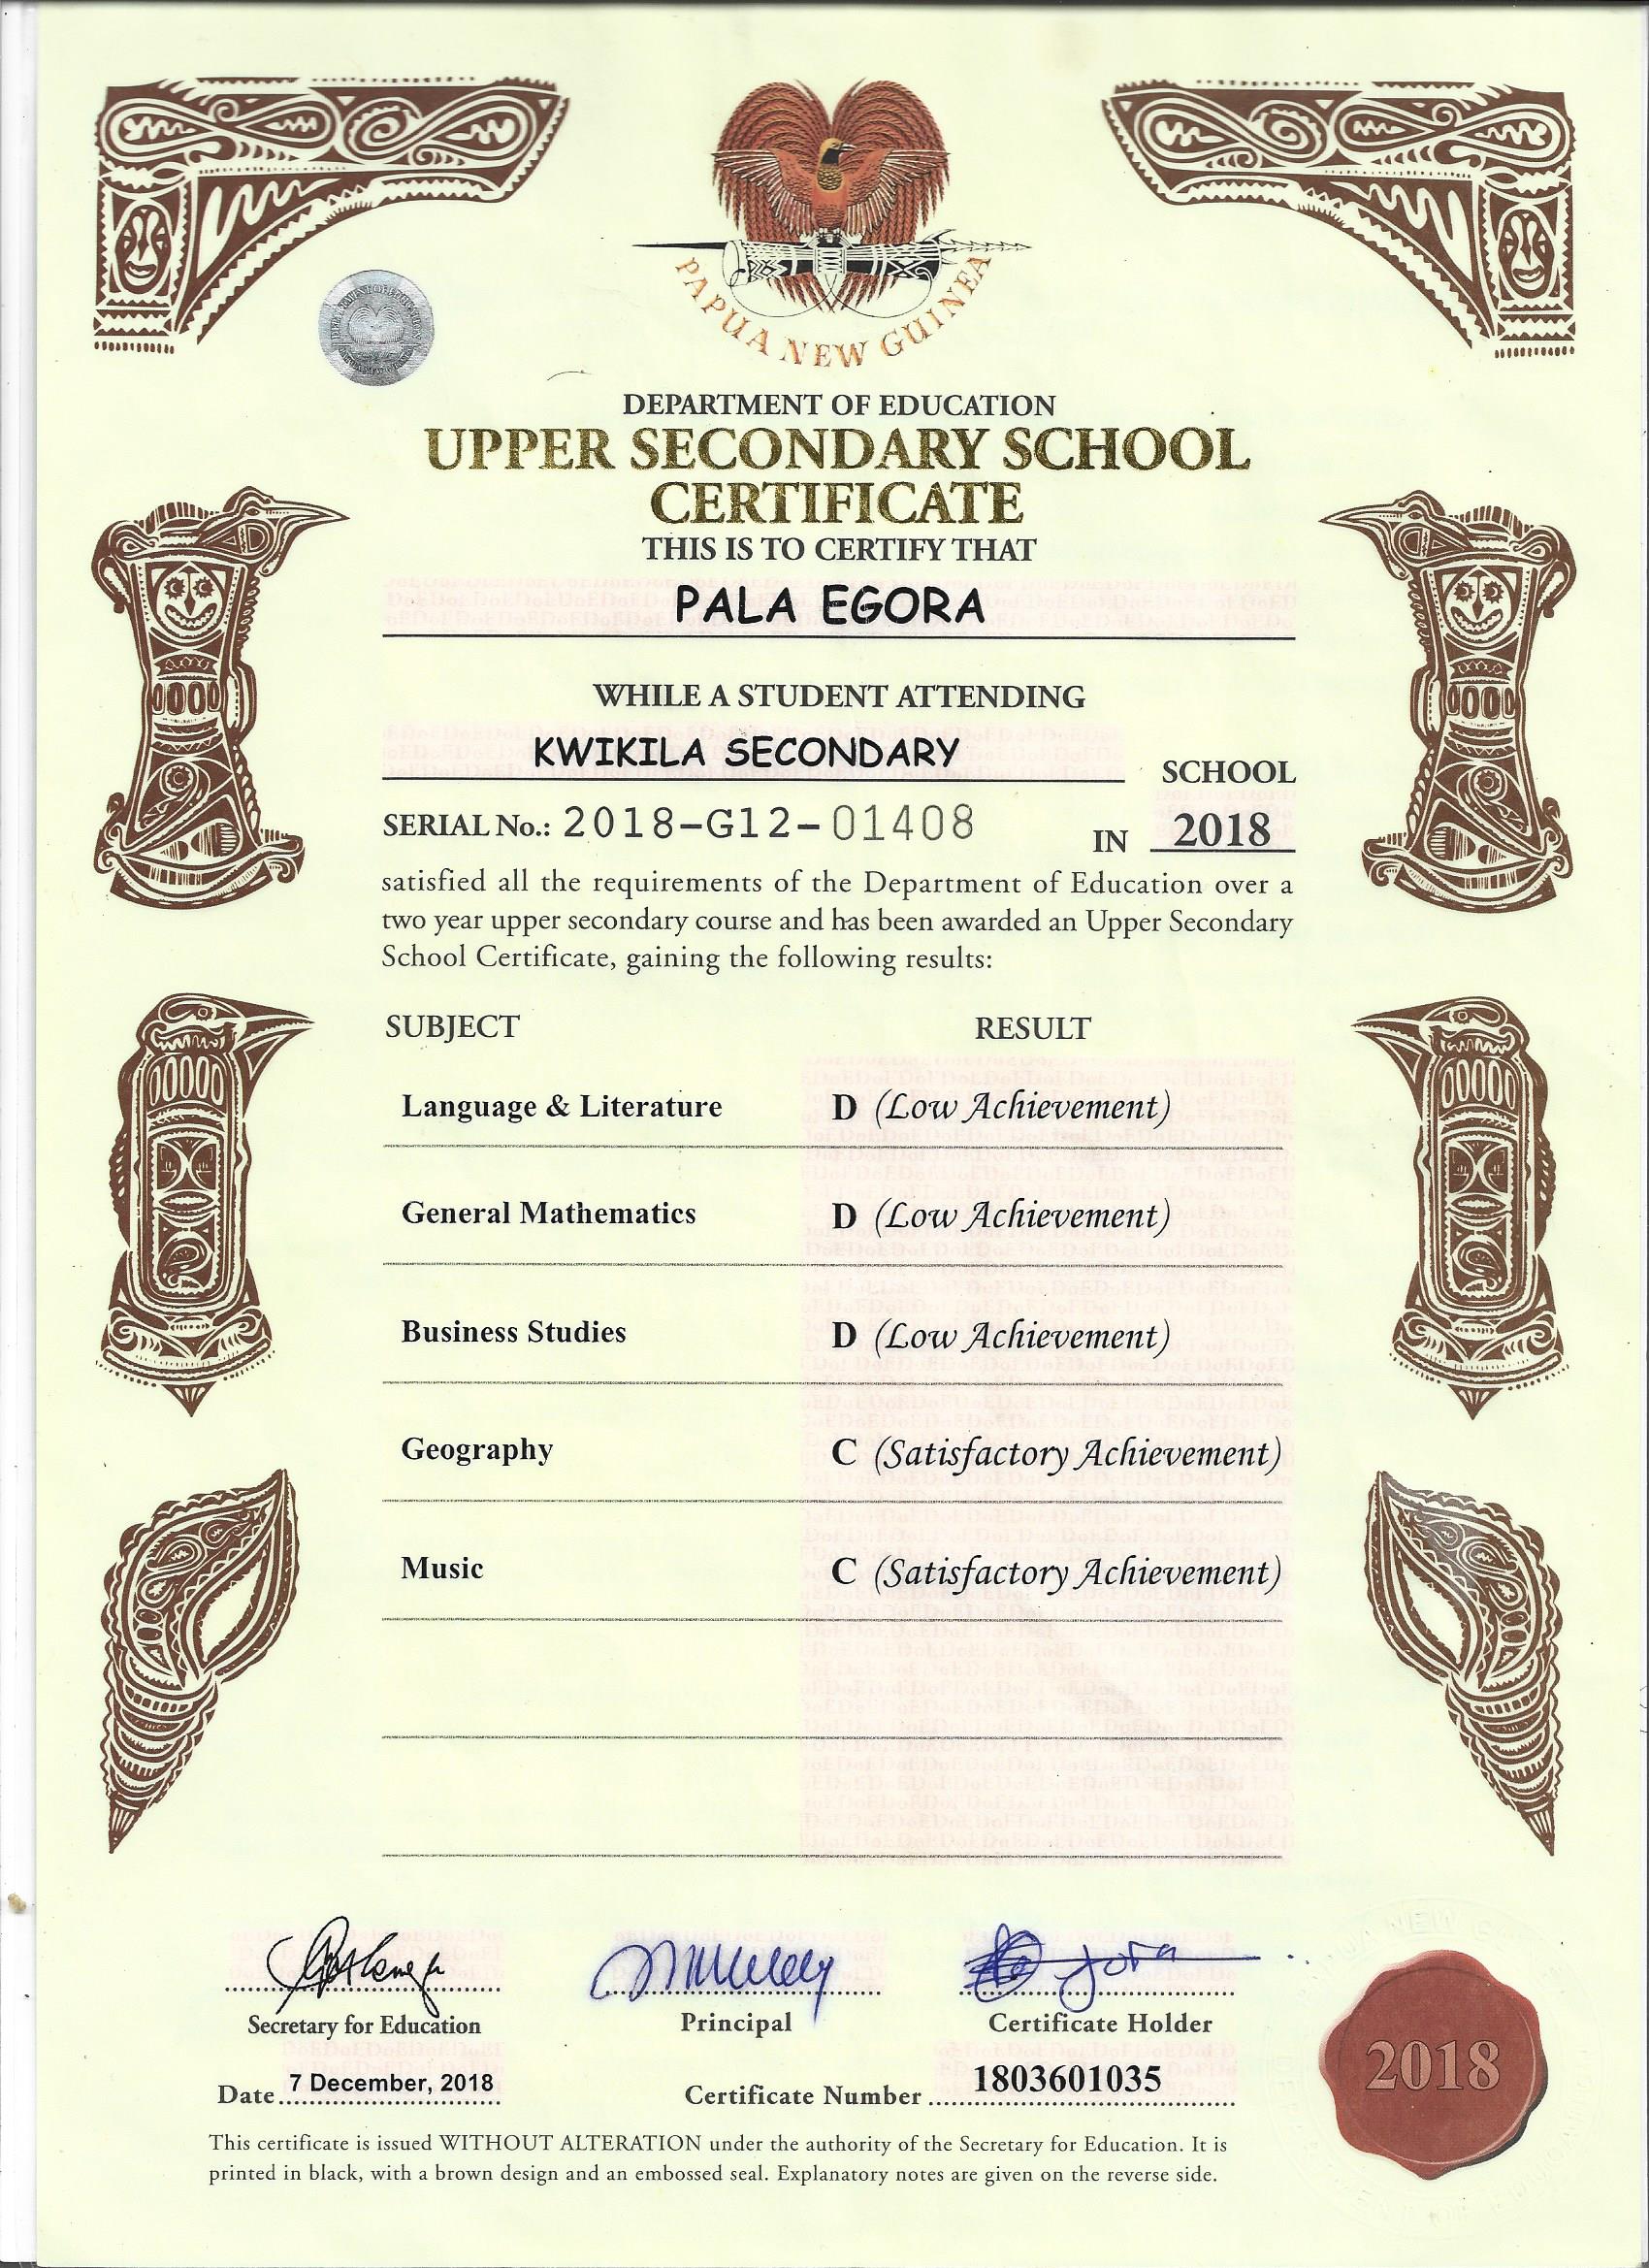 PAPUA NEW GUINEA
DEPARTMENT OF EDUCATION
UPPER SECONDARY SCHOOL
CERTIFICATE
THIS IS TO CERTIFY THAT
PALA EGORA
WHILE A STUDENT ATTENDING
KWIKILA SECONDARY SCHOOL
SERIAL No.: 2018-G12-01408 IN 2018
satisfied all the requirements of the Department of Education over a
two year upper secondary course and has been awarded an Upper Secondary
School Certificate, gaining the following results:
SUBJECT RESULT
Language & Literature D (Low Achievement)
General Mathematics D (Low Achievement)
Business Studies D (Low Achievement)
Geography C (Satisfactory Achievement)
Music C (Satisfactory Achievement)
Secretary for Education Principal Certificate Holder
Date 7 December, 2018 Certificate Number 1803601035
2018
This certificate is issued WITHOUT ALTERATION under the authority of the Secretary for Education. It is
printed in black, with a brown design and an embossed seal. Explanatory notes are given on the reverse side.